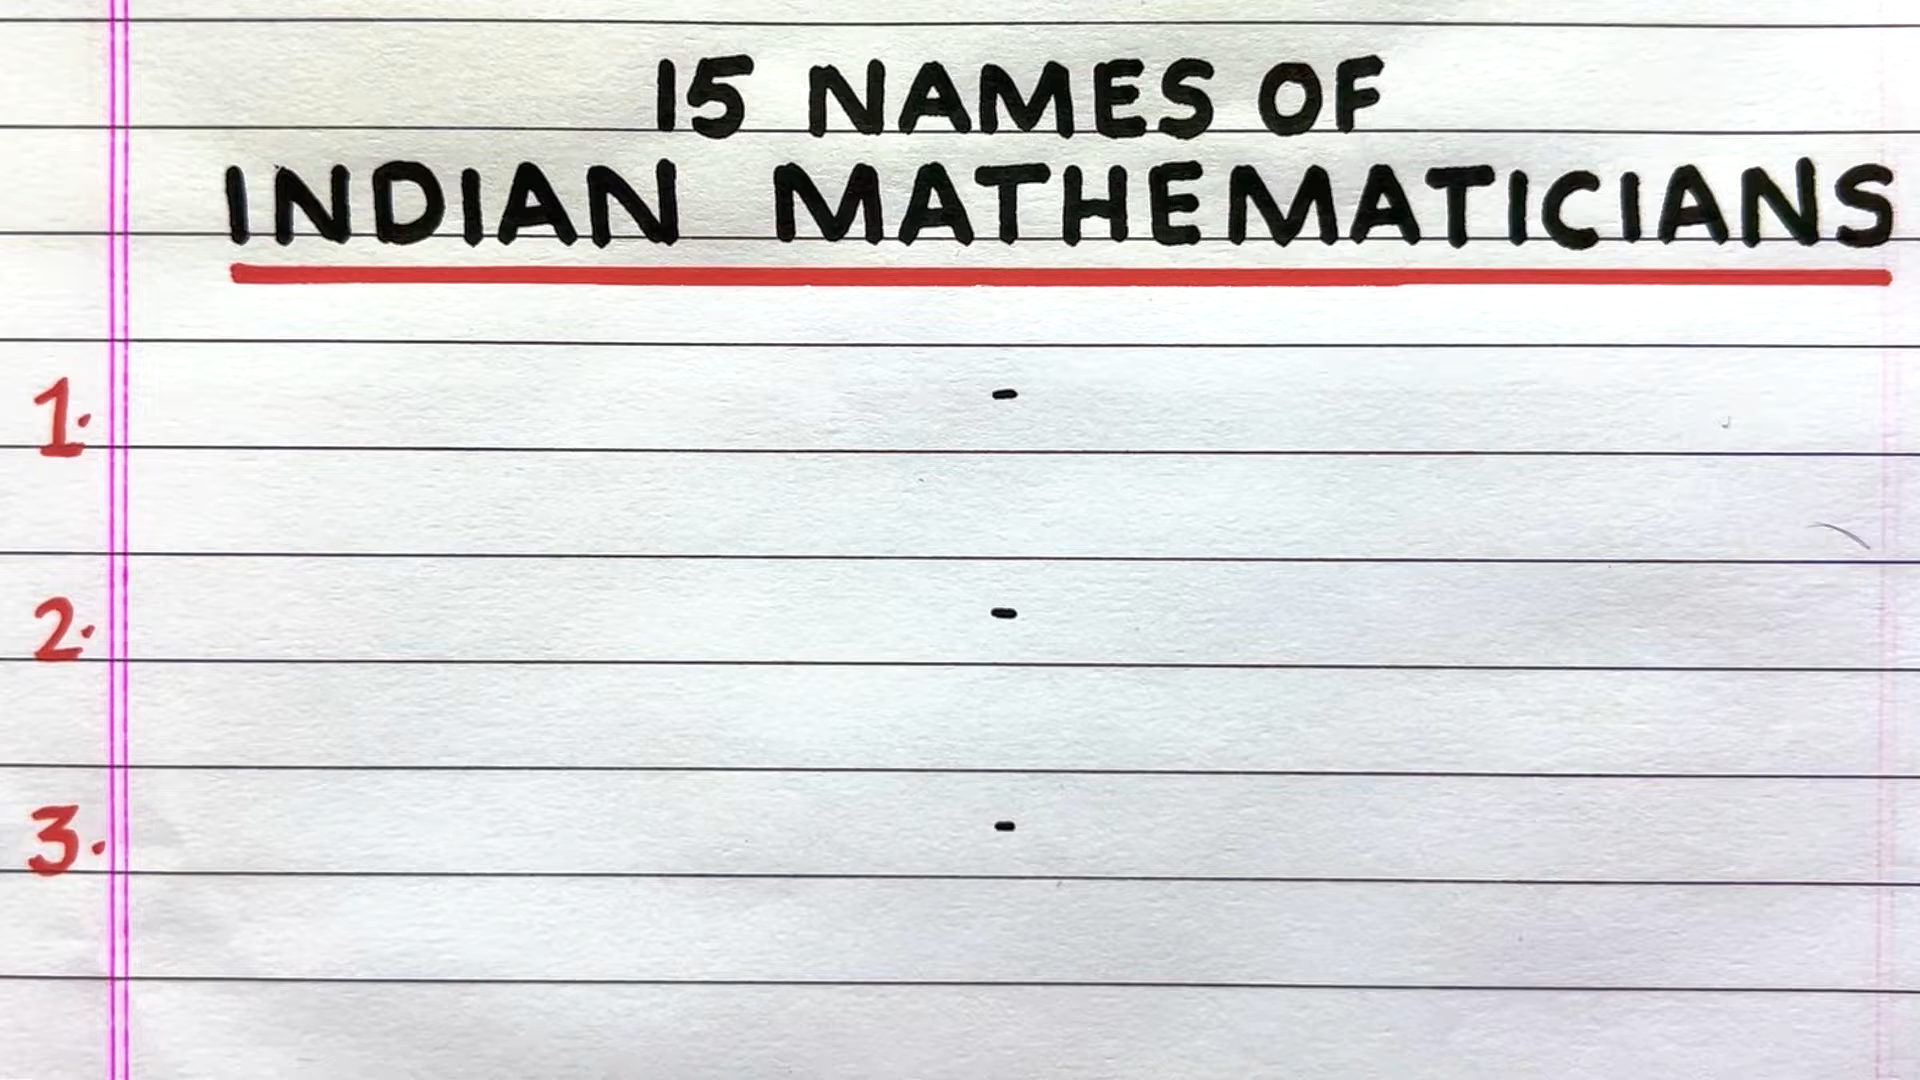 15 NAMES OF
INDIAN MATHEMATICIANS
1. -
2. -
3. -